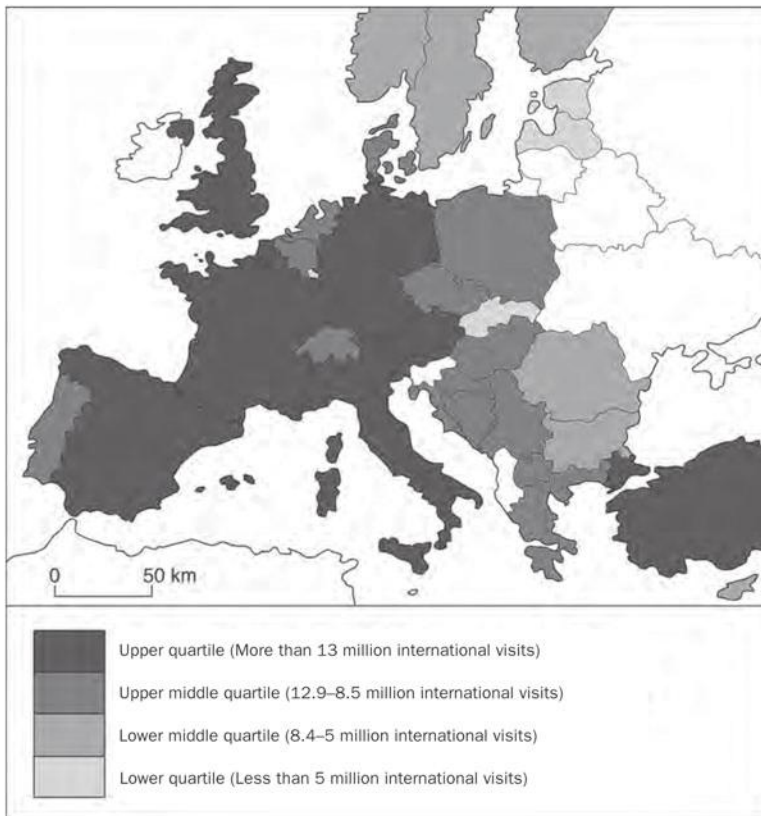 0 50 km
Upper quartile (More than 13 million international visits)
Upper middle quartile (12.9–8.5 million international visits)
Lower middle quartile (8.4–5 million international visits)
Lower quartile (Less than 5 million international visits)